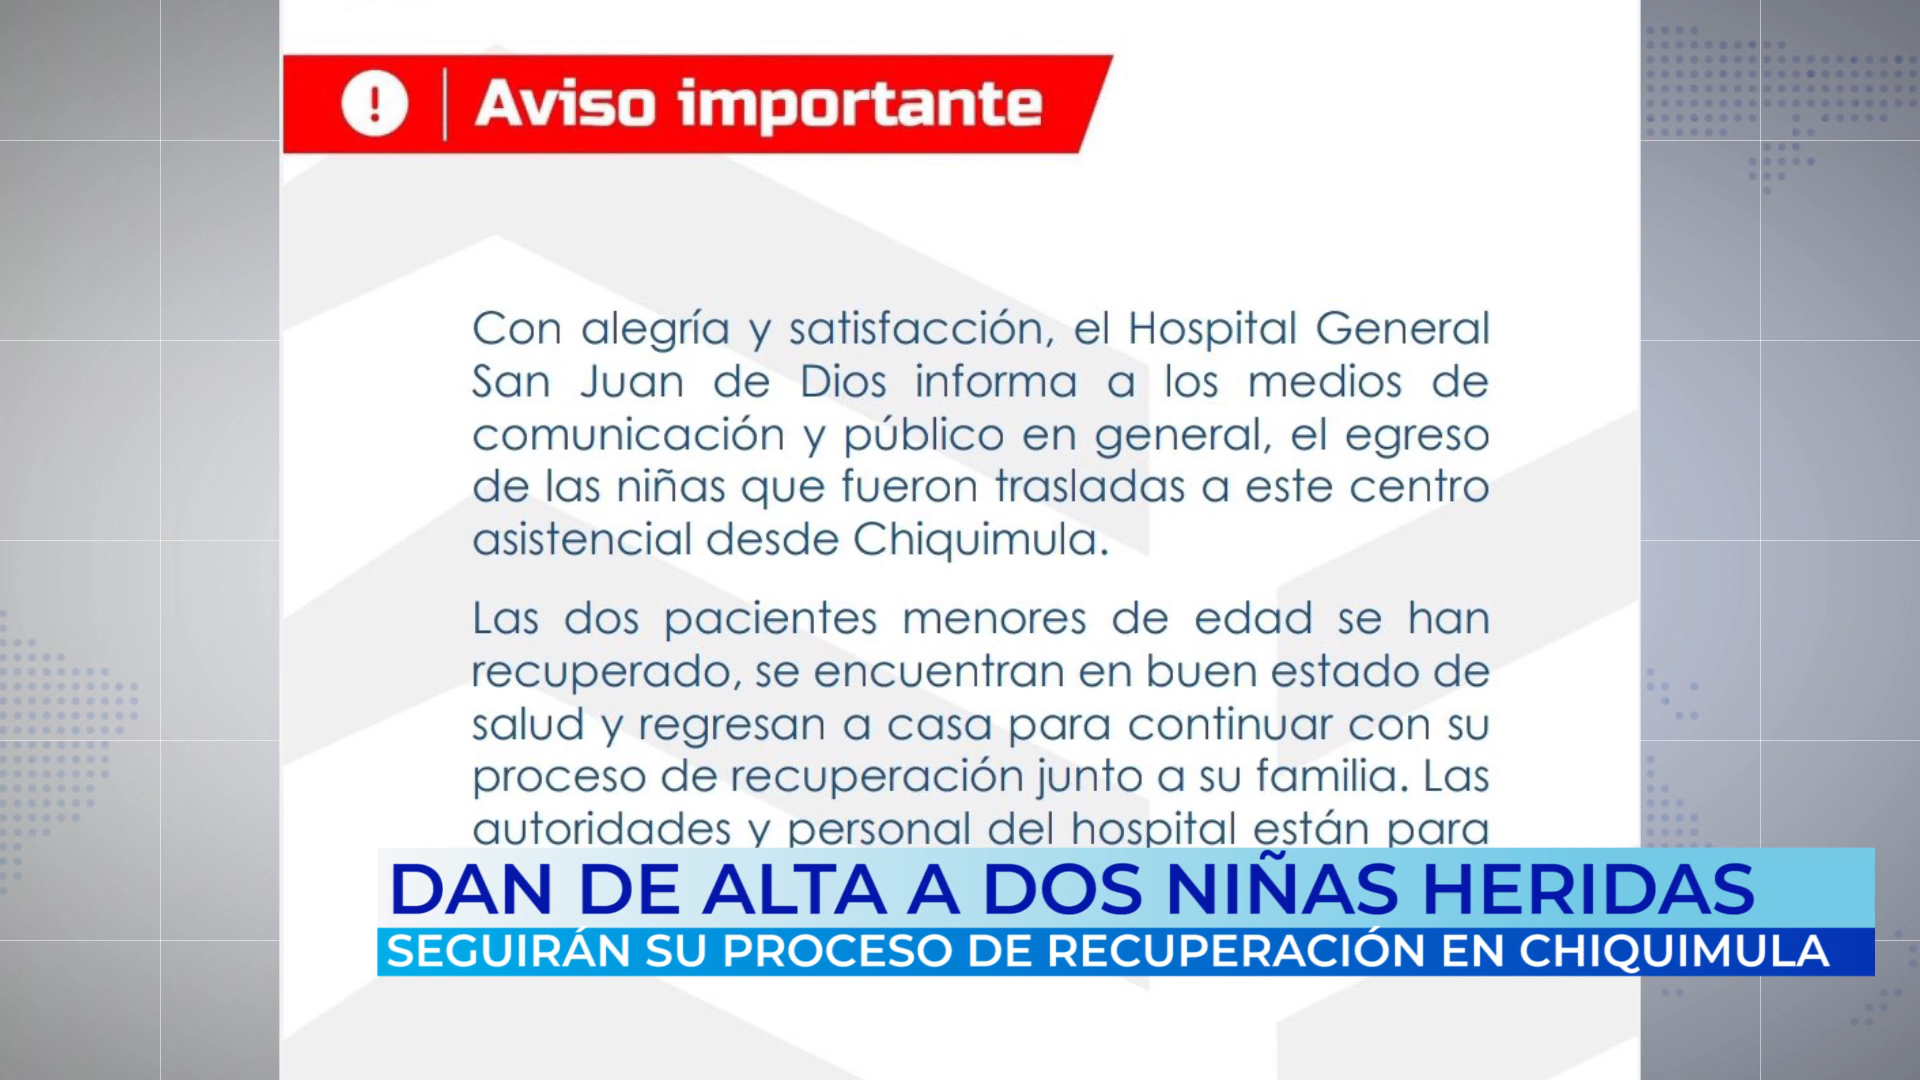 ! Aviso importante
Con alegría y satisfacción, el Hospital General
San Juan de Dios informa a los medios de
comunicación y público en general, el egreso
de las niñas que fueron trasladas a este centro
asistencial desde Chiquimula.
Las dos pacientes menores de edad se han
recuperado, se encuentran en buen estado de
salud y regresan a casa para continuar con su
proceso de recuperación junto a su familia. Las
autoridades y personal del hospital están para
DAN DE ALTA A DOS NIÑAS HERIDAS
SEGUIRÁN SU PROCESO DE RECUPERACIÓN EN CHIQUIMULA